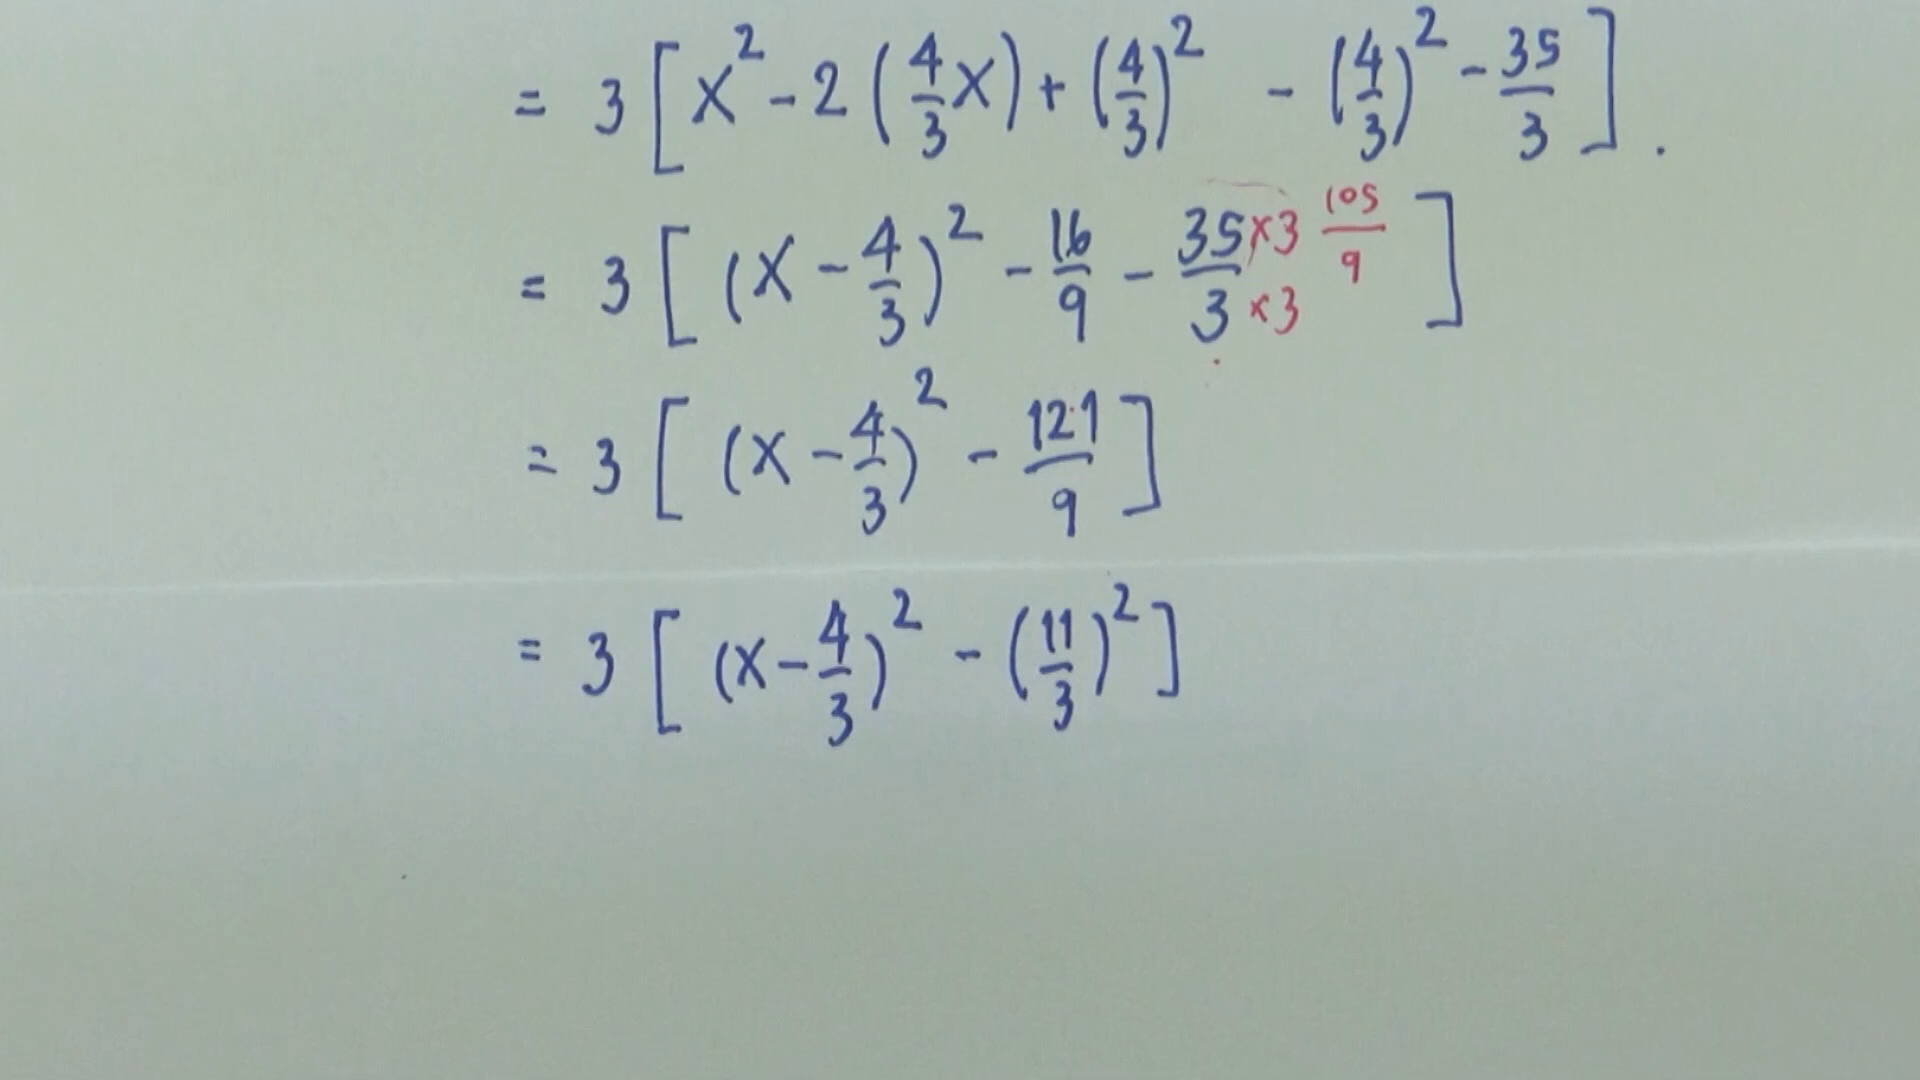 = 3 [ x² - 2 (4/3 x) + (4/3)² - (4/3)² - 35/3 ] .
= 3 [ (x - 4/3)² - 16/9 - 35×3/3×3 105/9 ]
= 3 [ (x - 4/3)² - 121/9 ]
= 3 [ (x - 4/3)² - (11/3)² ]